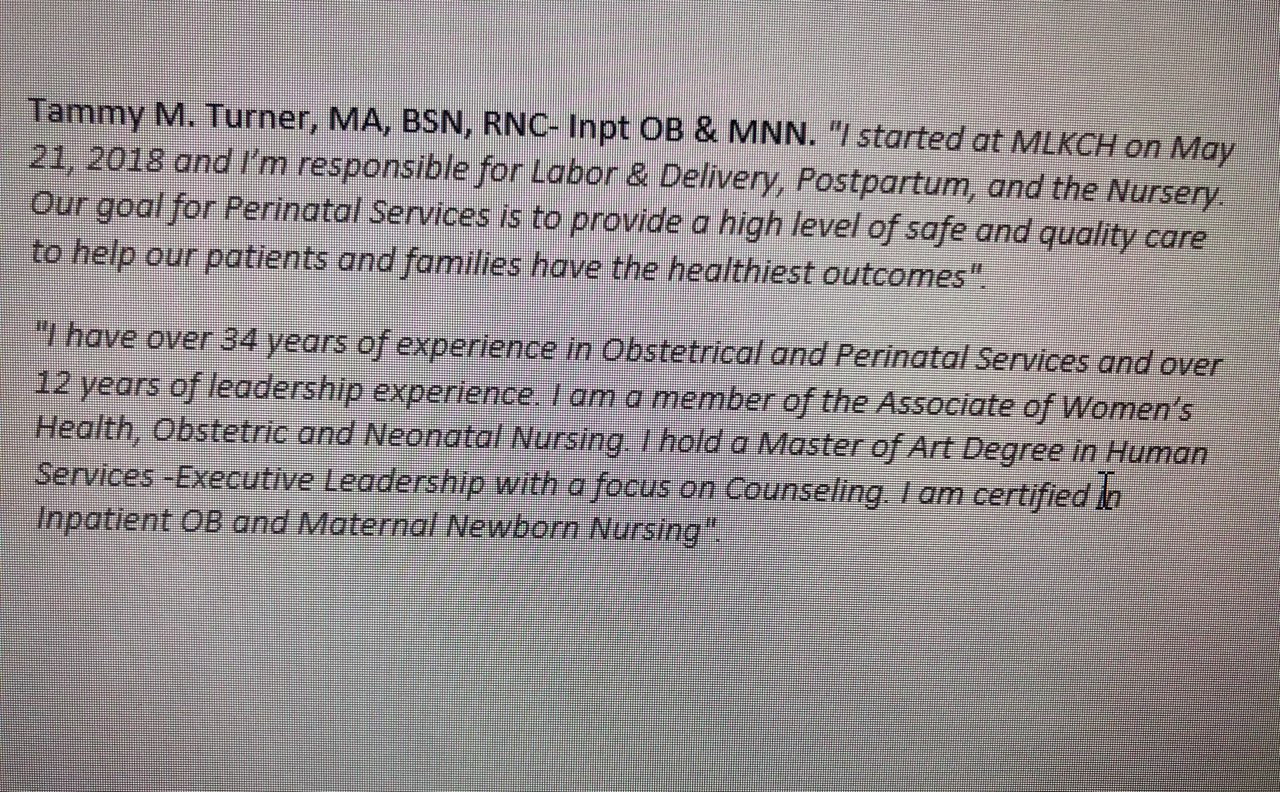 Tammy M. Turner, MA, BSN, RNC- Inpt OB & MNN. "I started at MLKCH on May
21, 2018 and I'm responsible for Labor & Delivery, Postpartum, and the Nursery.
Our goal for Perinatal Services is to provide a high level of safe and quality care
to help our patients and families have the healthiest outcomes".
"I have over 34 years of experience in Obstetrical and Perinatal Services and over
12 years of leadership experience. I am a member of the Associate of Women's
Health, Obstetric and Neonatal Nursing. I hold a Master of Art Degree in Human
Services -Executive Leadership with a focus on Counseling. I am certified in
Inpatient OB and Maternal Newborn Nursing".